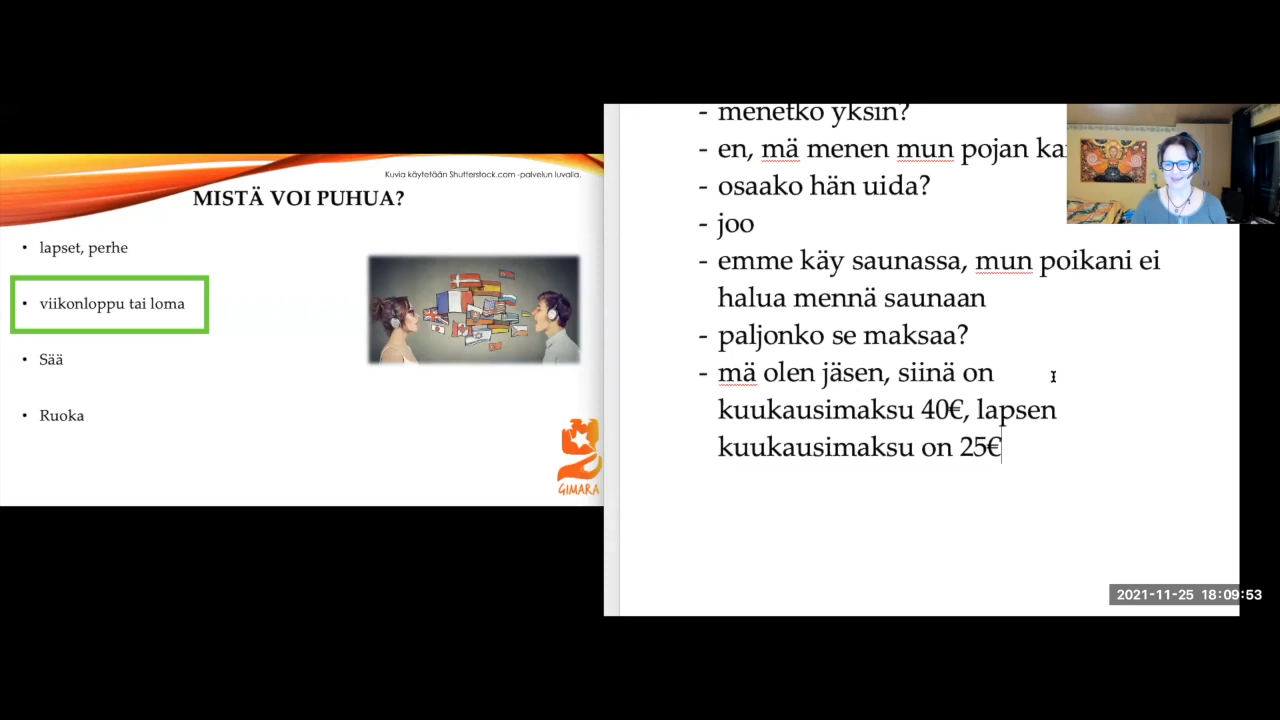 Kuvia käytetään Shutterstock.com -palvelun luvalla.
MISTÄ VOI PUHUA?
• lapset, perhe
• viikonloppu tai loma
• Sää
• Ruoka
GIMARA
- menetkö yksin?
- en, mä menen mun pojan
- osaako hän uida?
- joo
- emme käy saunassa, mun poikani ei
halua mennä saunaan
- paljonko se maksaa?
- mä olen jäsen, siinä on
kuukausimaksu 40€, lapsen
kuukausimaksu on 25€
2021-11-25 18:09:53